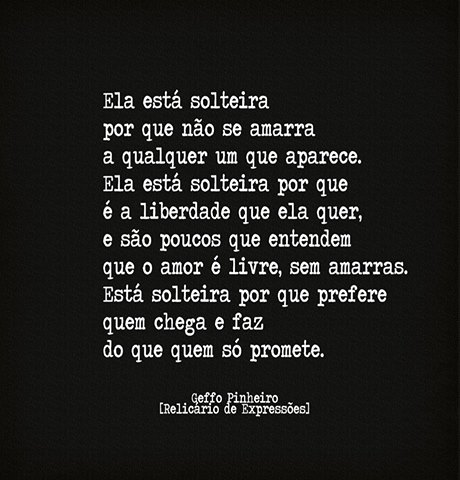 Ela está solteira
por que não se amarra
a qualquer um que aparece.
Ela está solteira por que
é a liberdade que ela quer,
e são poucos que entendem
que o amor é livre, sem amarras.
Está solteira por que prefere
quem chega e faz
do que quem só promete.
Geffo Pinheiro
[Relicário de Expressões]